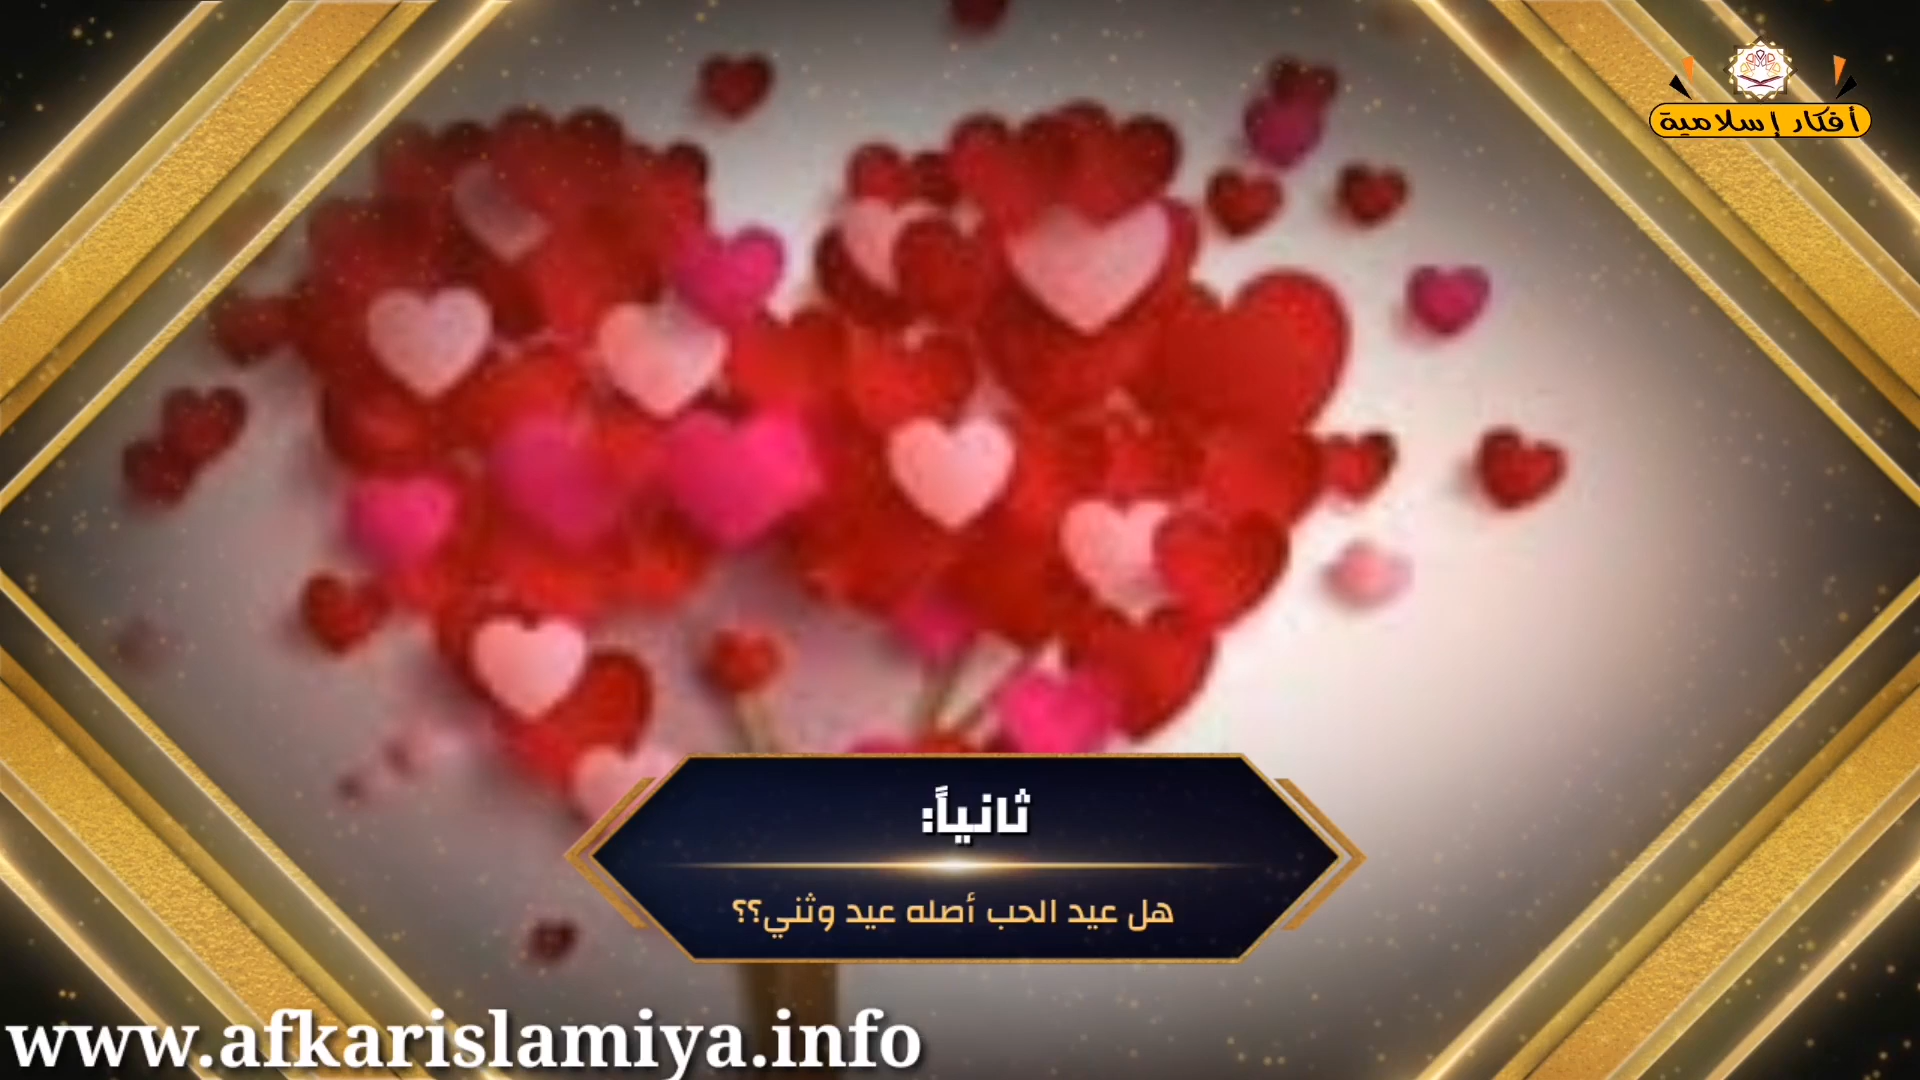 أفكار إسلامية
ثانياً:
هل عيد الحب أصله عيد وثني؟؟
www.afkarislamiya.info